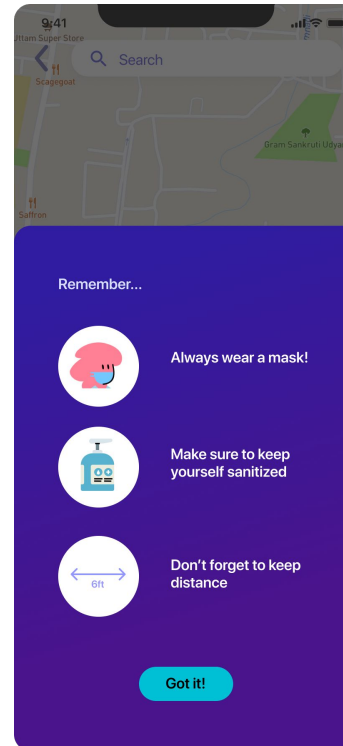 9:41
Uttam Super Store
Search
Scagegoat
Gram Sankruti Udya
Saffron
Remember...
Always wear a mask!
Make sure to keep
yourself sanitized
6ft
Don't forget to keep
distance
Got it!